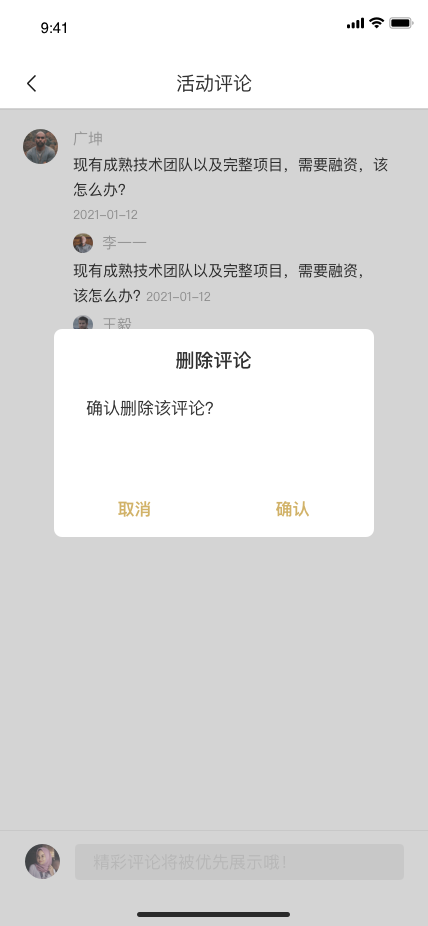 9:41
活动评论
广坤
现有成熟技术团队以及完整项目，需要融资，该
怎么办?
2021-01-12
李一一
现有成熟技术团队以及完整项目，需要融资，
该怎么办? 2021-01-12
王毅
删除评论
确认删除该评论?
取消 确认
精彩评论将被优先展示哦!